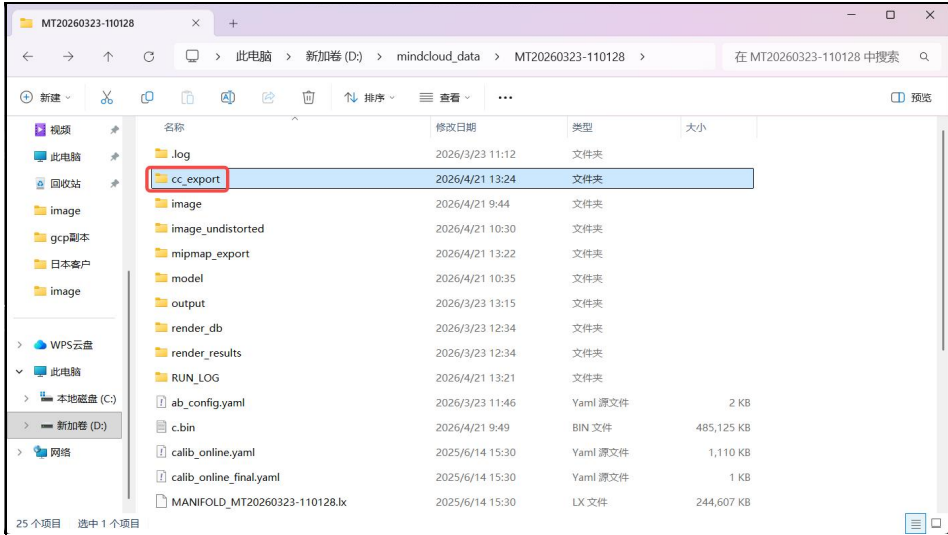 MT20260323-110128
此电脑 > 新加卷 (D:) > mindcloud_data > MT20260323-110128 >
在 MT20260323-110128 中搜索
新建
排序
查看
预览
视频
此电脑
回收站
image
gcp副本
日本客户
image
WPS云盘
此电脑
本地磁盘 (C:)
新加卷 (D:)
网络
名称 修改日期 类型 大小
.log 2026/3/23 11:12 文件夹
cc_export 2026/4/21 13:24 文件夹
image 2026/4/21 9:44 文件夹
image_undistorted 2026/4/21 10:30 文件夹
mipmap_export 2026/4/21 13:22 文件夹
model 2026/4/21 10:35 文件夹
output 2026/3/23 13:15 文件夹
render_db 2026/3/23 12:34 文件夹
render_results 2026/3/23 12:34 文件夹
RUN_LOG 2026/4/21 13:21 文件夹
ab_config.yaml 2026/3/23 11:46 Yaml 源文件 2 KB
c.bin 2026/4/21 9:49 BIN 文件 485,125 KB
calib_online.yaml 2025/6/14 15:30 Yaml 源文件 1,110 KB
calib_online_final.yaml 2025/6/14 15:30 Yaml 源文件 1 KB
MANIFOLD_MT20260323-110128.lx 2025/6/14 15:30 LX 文件 244,607 KB
25 个项目 选中 1 个项目